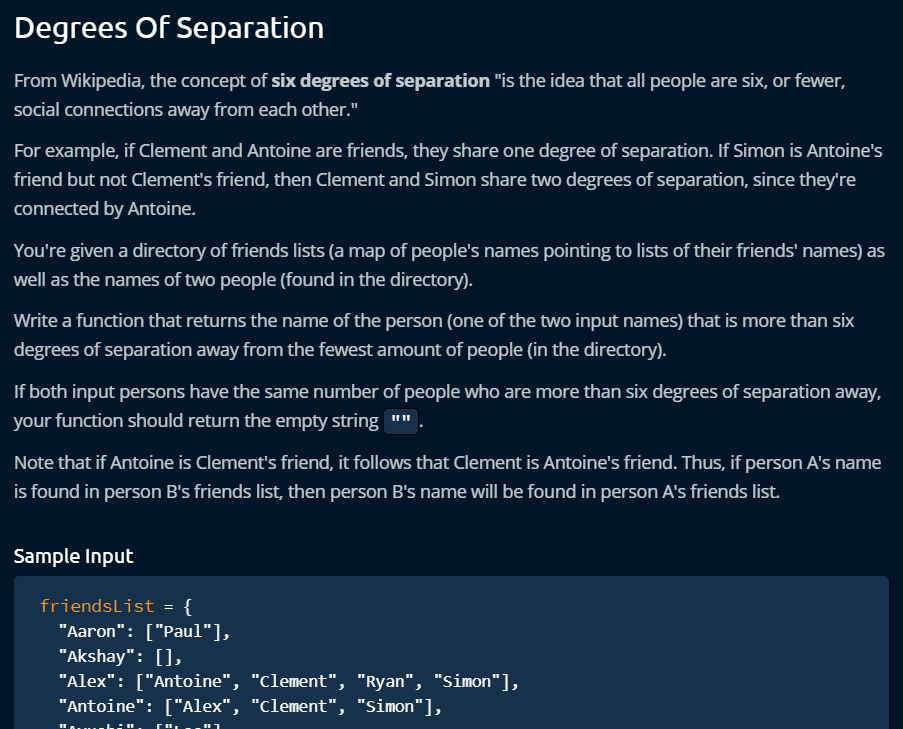 Degrees Of Separation
From Wikipedia, the concept of six degrees of separation "is the idea that all people are six, or fewer,
social connections away from each other."
For example, if Clement and Antoine are friends, they share one degree of separation. If Simon is Antoine's
friend but not Clement's friend, then Clement and Simon share two degrees of separation, since they're
connected by Antoine.
You're given a directory of friends lists (a map of people's names pointing to lists of their friends' names) as
well as the names of two people (found in the directory).
Write a function that returns the name of the person (one of the two input names) that is more than six
degrees of separation away from the fewest amount of people (in the directory).
If both input persons have the same number of people who are more than six degrees of separation away,
your function should return the empty string "" .
Note that if Antoine is Clement's friend, it follows that Clement is Antoine's friend. Thus, if person A's name
is found in person B's friends list, then person B's name will be found in person A's friends list.
Sample Input
friendsList = {
"Aaron": ["Paul"],
"Akshay": [],
"Alex": ["Antoine", "Clement", "Ryan", "Simon"],
"Antoine": ["Alex", "Clement", "Simon"],